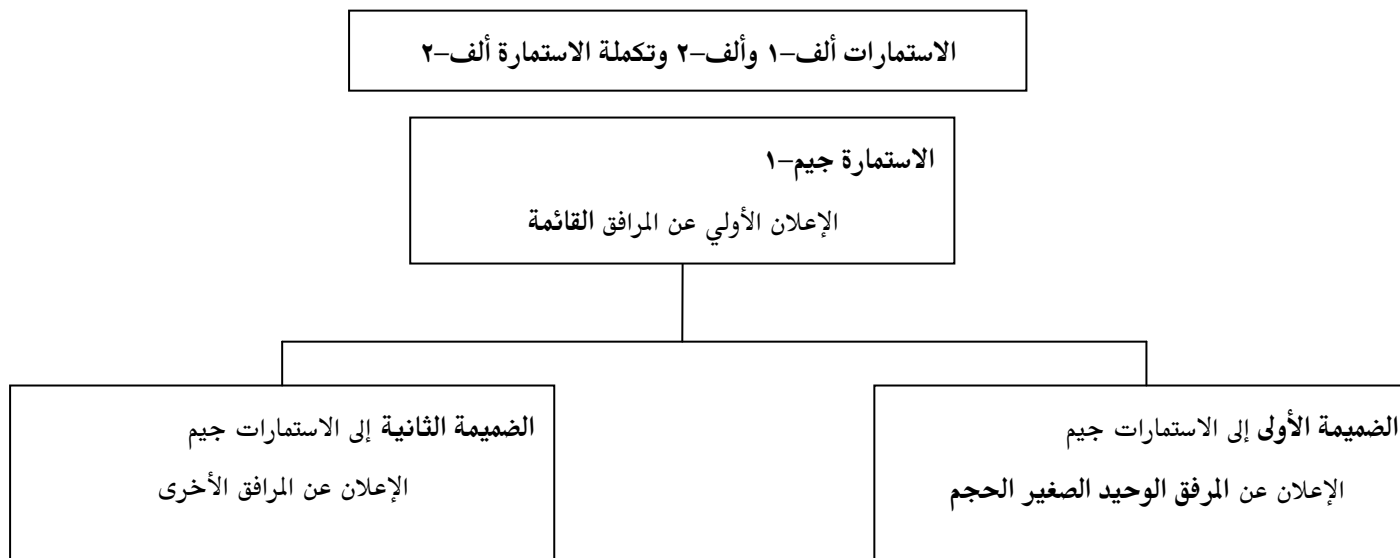 الاستمارات ألف–١ وألف–٢ وتكملة الاستمارة ألف–٢
الاستمارة جيم–١
الإعلان الأولي عن المرافق القائمة
الضميمة الأولى إلى الاستمارات جيم
الإعلان عن المرفق الوحيد الصغير الحجم
الضميمة الثانية إلى الاستمارات جيم
الإعلان عن المرافق الأخرى